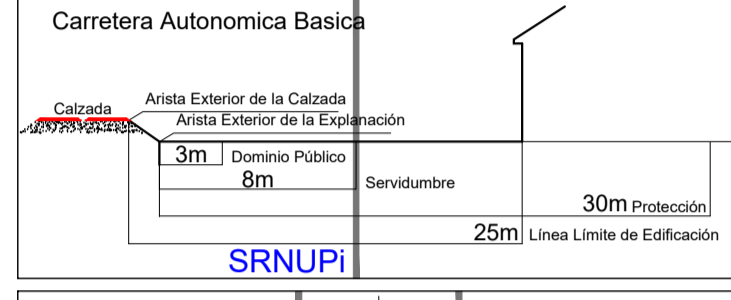 Carretera Autonomica Basica
Calzada
Arista Exterior de la Calzada
Arista Exterior de la Explanación
3m Dominio Público
8m Servidumbre
30m Protección
25m Línea Límite de Edificación
SRNUPi